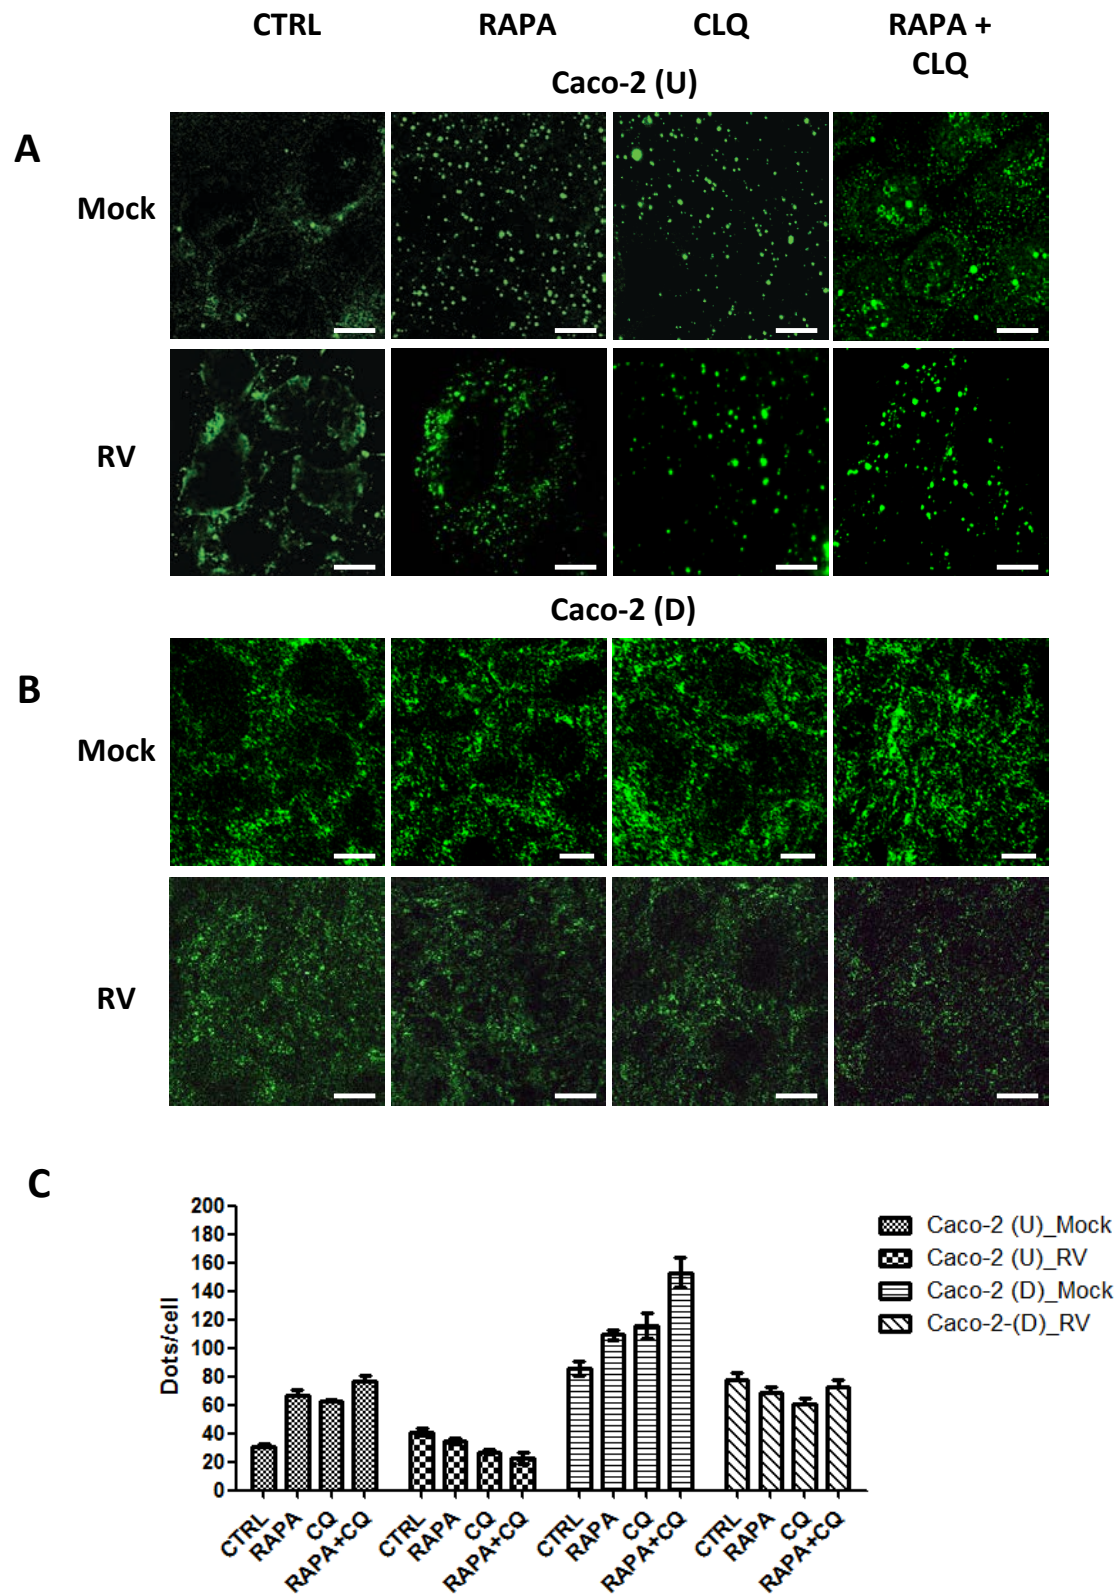 CTRL RAPA CLQ RAPA +
CLQ
Caco-2 (U)
A
Mock
RV
Caco-2 (D)
B
Mock
RV
C
200
180
160
140
120
100
80
60
40
20
0
Dots/cell
CTRL RAPA CQ RAPA+CQ CTRL RAPA CQ RAPA+CQ CTRL RAPA CQ RAPA+CQ CTRL RAPA CQ RAPA+CQ
Caco-2 (U)_Mock
Caco-2 (U)_RV
Caco-2 (D)_Mock
Caco-2-(D)_RV